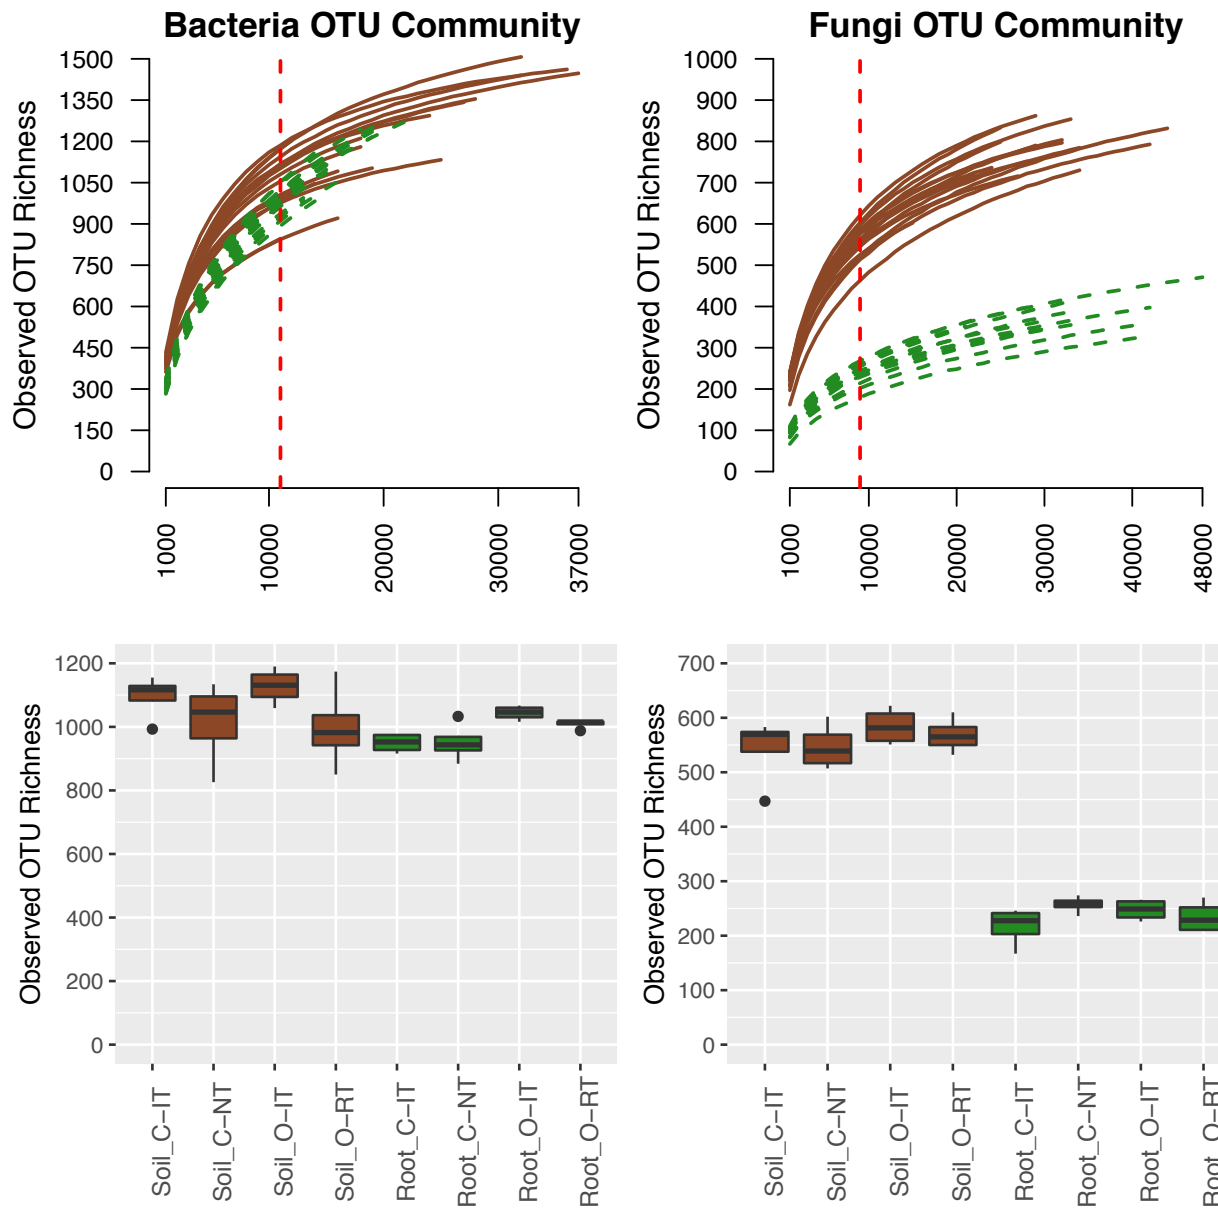 Bacteria OTU Community
Observed OTU Richness
1500
1350
1200
1050
900
750
600
450
300
150
0
1000
10000
20000
30000
37000
Fungi OTU Community
Observed OTU Richness
1000
900
800
700
600
500
400
300
200
100
0
1000
10000
20000
30000
40000
48000
Observed OTU Richness
1200
1000
800
600
400
200
0
Soil_C−IT
Soil_C−NT
Soil_O−IT
Soil_O−RT
Root_C−IT
Root_C−NT
Root_O−IT
Root_O−RT
Observed OTU Richness
700
600
500
400
300
200
100
0
Soil_C−IT
Soil_C−NT
Soil_O−IT
Soil_O−RT
Root_C−IT
Root_C−NT
Root_O−IT
Root_O−RT